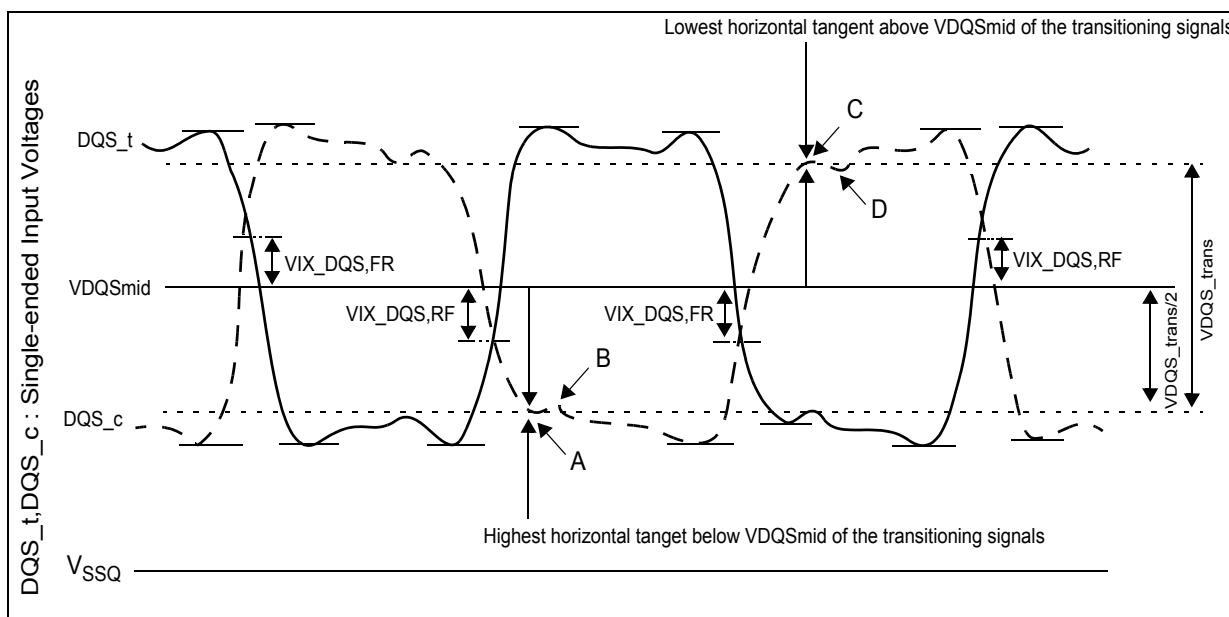 Lowest horizontal tangent above VDQSmid of the transitioning signals
DQS_t,DQS_c : Single-ended Input Voltages
DQS_t
C
D
VIX_DQS,FR
VIX_DQS,RF
VDQSmid
VIX_DQS,RF
VIX_DQS,FR
VDQS_trans/2
VDQS_trans
B
DQS_c
A
Highest horizontal tanget below VDQSmid of the transitioning signals
VSSQ